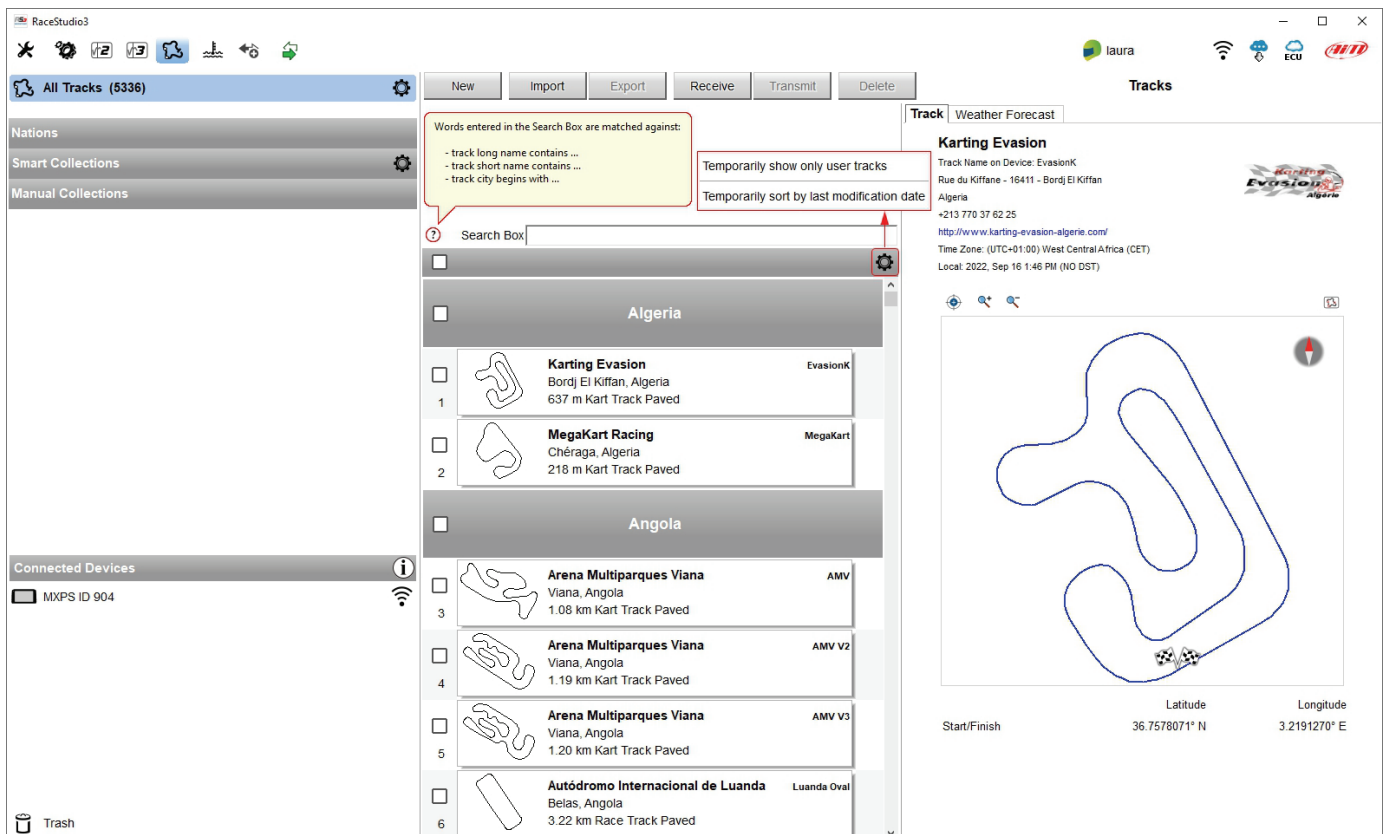 RaceStudio3
laura
ECU
AiM
All Tracks (5336)
Nations
Smart Collections
Manual Collections
Connected Devices
MXPS ID 904
Trash
New Import Export Receive Transmit Delete
Words entered in the Search Box are matched against:
- track long name contains ...
- track short name contains ...
- track city begins with ...
Temporarily show only user tracks
Temporarily sort by last modification date
? Search Box
Algeria
Karting Evasion EvasionK
Bordj El Kiffan, Algeria
1 637 m Kart Track Paved
MegaKart Racing MegaKart
Chéraga, Algeria
2 218 m Kart Track Paved
Angola
Arena Multiparques Viana AMV
Viana, Angola
3 1.08 km Kart Track Paved
Arena Multiparques Viana AMV V2
Viana, Angola
4 1.19 km Kart Track Paved
Arena Multiparques Viana AMV V3
Viana, Angola
5 1.20 km Kart Track Paved
Autódromo Internacional de Luanda Luanda Oval
Belas, Angola
6 3.22 km Race Track Paved
Tracks
Track Weather Forecast
Karting Evasion
Track Name on Device: EvasionK
Rue du Kiffane - 16411 - Bordj El Kiffan
Algeria
+213 770 37 62 25
http://www.karting-evasion-algerie.com/
Time Zone: (UTC+01:00) West Central Africa (CET)
Local: 2022, Sep 16 1:46 PM (NO DST)
Karting
Evasion
Algérie
Latitude Longitude
Start/Finish 36.7578071° N 3.2191270° E